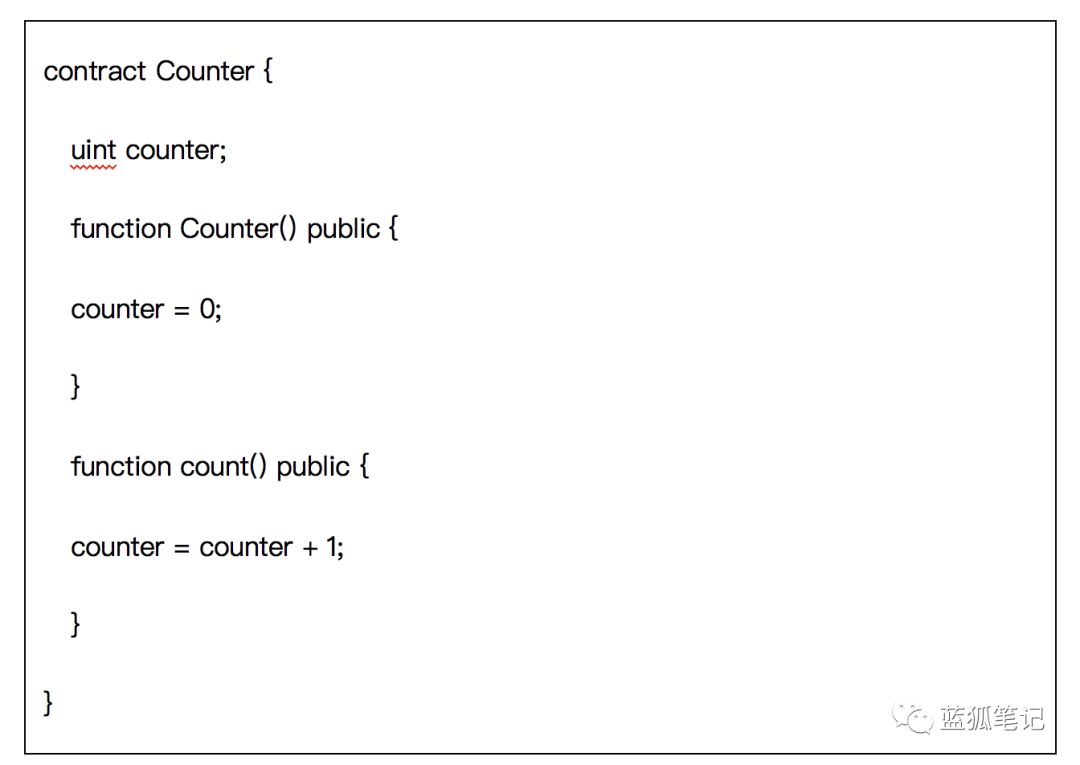 contract Counter {
uint counter;
function Counter() public {
counter = 0;
}
function count() public {
counter = counter + 1;
}
}
蓝狐笔记